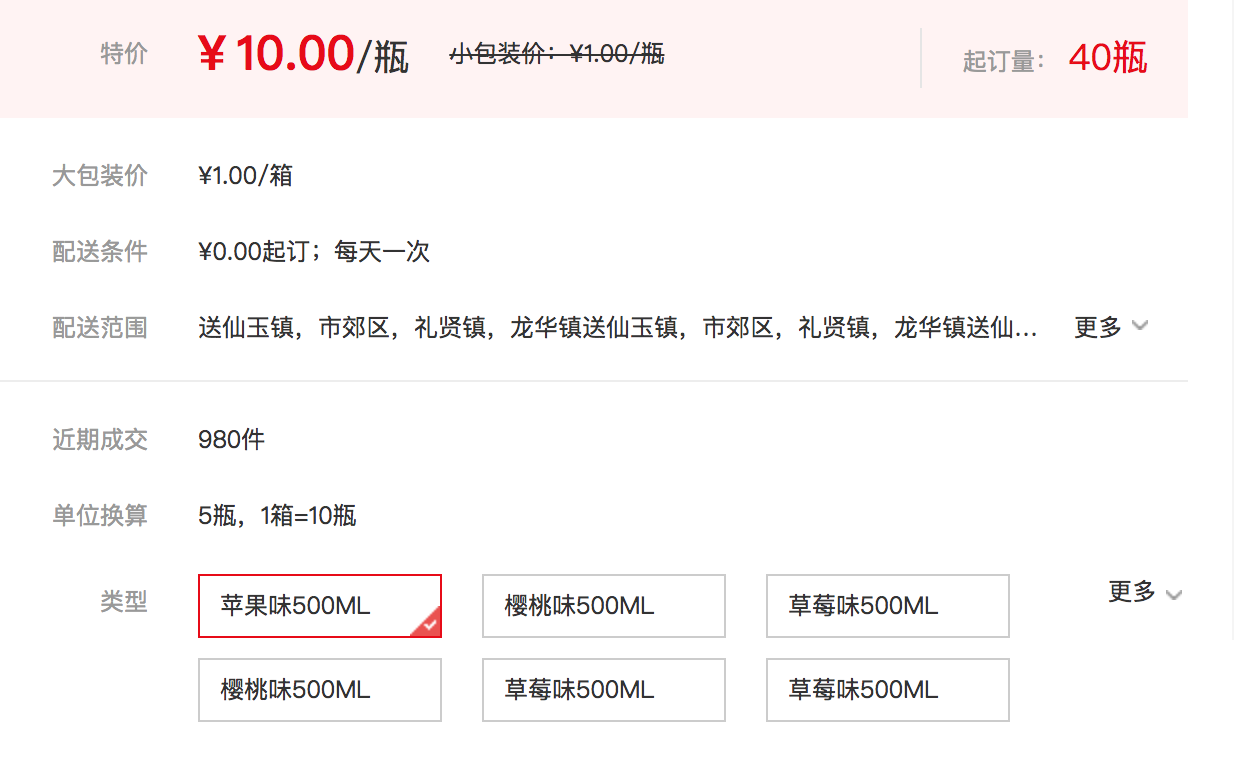 特价 ¥10.00/瓶 小包装价：¥1.00/瓶 起订量： 40瓶
大包装价 ¥1.00/箱
配送条件 ¥0.00起订；每天一次
配送范围 送仙玉镇，市郊区，礼贤镇，龙华镇送仙玉镇，市郊区，礼贤镇，龙华镇送仙... 更多
近期成交 980件
单位换算 5瓶，1箱=10瓶
类型 苹果味500ML 樱桃味500ML 草莓味500ML 更多
樱桃味500ML 草莓味500ML 草莓味500ML